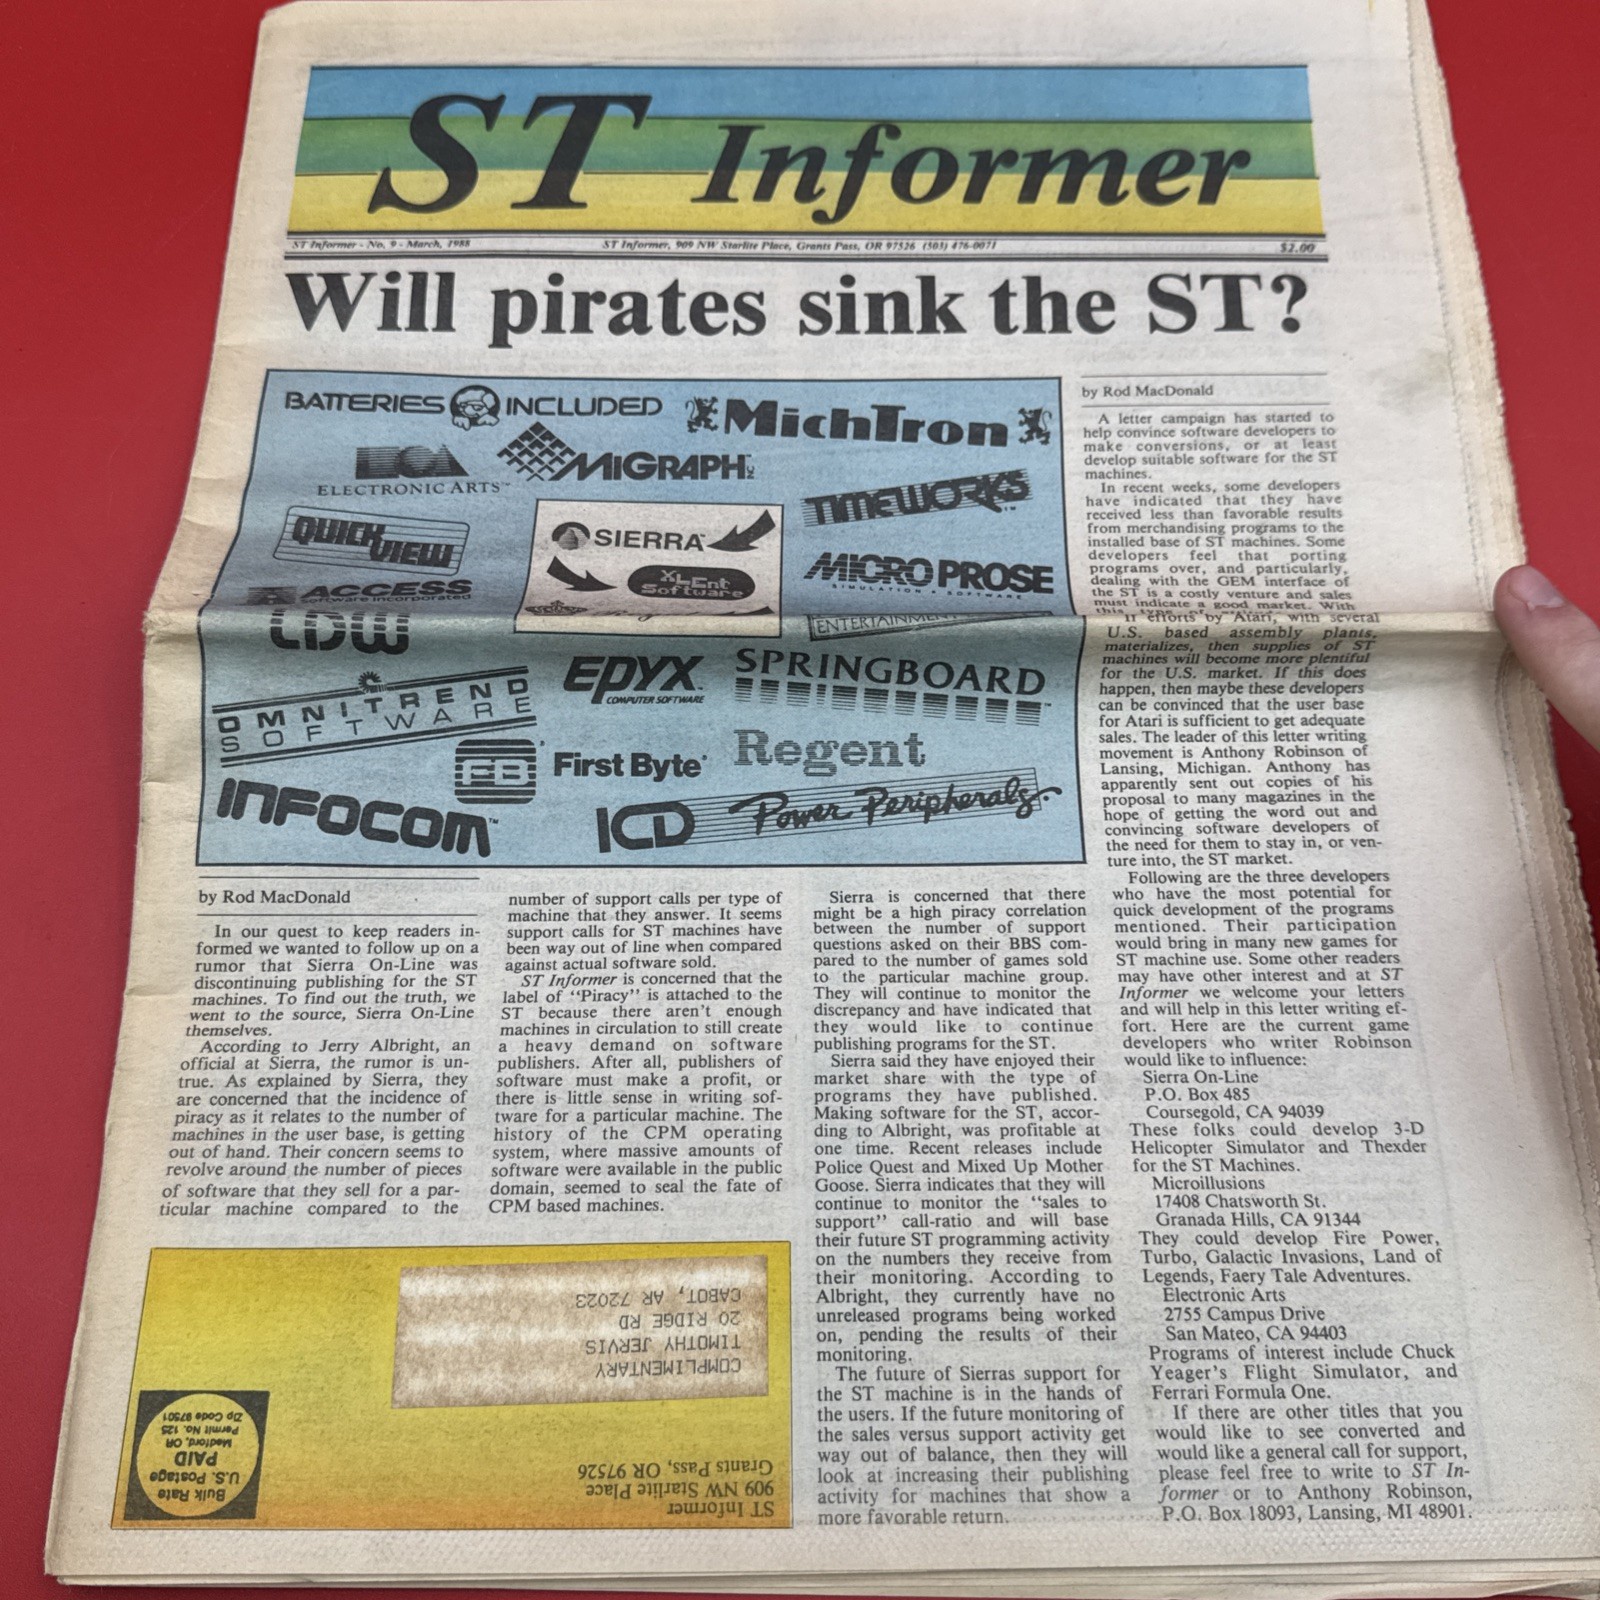 ST Informer
ST Informer - No. 9 - March, 1988
ST Informer, 909 NW Starlite Place, Grants Pass, OR 97526 (503) 476-0071
$2.00
Will pirates sink the ST?
BATTERIES INCLUDED
MichTron
ELECTRONIC ARTS™
MIGRAPH INC
TIMEWORKS™
QUICK VIEW
SIERRA™
XLEnt
Software
MICROPROSE
SIMULATION • SOFTWARE
ACCESS
Software Incorporated
LDW
ENTERTAINMEN
OMNITREND
SOFTWARE
EPYX™
COMPUTER SOFTWARE
SPRINGBOARD™
FB
First Byte
Regent
INFOCOM™
ICD
Power Peripherals
by Rod MacDonald
In our quest to keep readers in-
formed we wanted to follow up on a
rumor that Sierra On-Line was
discontinuing publishing for the ST
machines. To find out the truth, we
went to the source, Sierra On-Line
themselves.
According to Jerry Albright, an
official at Sierra, the rumor is un-
true. As explained by Sierra, they
are concerned that the incidence of
piracy as it relates to the number of
machines in the user base, is getting
out of hand. Their concern seems to
revolve around the number of pieces
of software that they sell for a par-
ticular machine compared to the
number of support calls per type of
machine that they answer. It seems
support calls for ST machines have
been way out of line when compared
against actual software sold.
ST Informer is concerned that the
label of "Piracy" is attached to the
ST because there aren't enough
machines in circulation to still create
a heavy demand on software
publishers. After all, publishers of
software must make a profit, or
there is little sense in writing sof-
tware for a particular machine. The
history of the CPM operating
system, where massive amounts of
software were available in the public
domain, seemed to seal the fate of
CPM based machines.
Sierra is concerned that there
might be a high piracy correlation
between the number of support
questions asked on their BBS com-
pared to the number of games sold
to the particular machine group.
They will continue to monitor the
discrepancy and have indicated that
they would like to continue
publishing programs for the ST.
Sierra said they have enjoyed their
market share with the type of
programs they have published.
Making software for the ST, accor-
ding to Albright, was profitable at
one time. Recent releases include
Police Quest and Mixed Up Mother
Goose. Sierra indicates that they will
continue to monitor the "sales to
support" call-ratio and will base
their future ST programming activity
on the numbers they receive from
their monitoring. According to
Albright, they currently have no
unreleased programs being worked
on, pending the results of their
monitoring.
The future of Sierras support for
the ST machine is in the hands of
the users. If the future monitoring of
the sales versus support activity get
way out of balance, then they will
look at increasing their publishing
activity for machines that show a
more favorable return.
by Rod MacDonald
A letter campaign has started to
help convince software developers to
make conversions, or at least
develop suitable software for the ST
machines.
In recent weeks, some developers
have indicated that they have
received less than favorable results
from merchandising programs to the
installed base of ST machines. Some
developers feel that porting
programs over, and particularly,
dealing with the GEM interface of
the ST is a costly venture and sales
must indicate a good market. With
efforts by Atari, with several
U.S. based assembly plants,
materializes, then supplies of ST
machines will become more plentiful
for the U.S. market. If this does
happen, then maybe these developers
can be convinced that the user base
for Atari is sufficient to get adequate
sales. The leader of this letter writing
movement is Anthony Robinson of
Lansing, Michigan. Anthony has
apparently sent out copies of his
proposal to many magazines in the
hope of getting the word out and
convincing software developers of
the need for them to stay in, or ven-
ture into, the ST market.
Following are the three developers
who have the most potential for
quick development of the programs
mentioned. Their participation
would bring in many new games for
ST machine use. Some other readers
may have other interest and at ST
Informer we welcome your letters
and will help in this letter writing ef-
fort. Here are the current game
developers who writer Robinson
would like to influence:
Sierra On-Line
P.O. Box 485
Coursegold, CA 94039
These folks could develop 3-D
Helicopter Simulator and Thexder
for the ST Machines.
Microillusions
17408 Chatsworth St.
Granada Hills, CA 91344
They could develop Fire Power,
Turbo, Galactic Invasions, Land of
Legends, Faery Tale Adventures.
Electronic Arts
2755 Campus Drive
San Mateo, CA 94403
Programs of interest include Chuck
Yeager's Flight Simulator, and
Ferrari Formula One.
If there are other titles that you
would like to see converted and
would like a general call for support,
please feel free to write to ST In-
former or to Anthony Robinson,
P.O. Box 18093, Lansing, MI 48901.
ST Informer
909 NW Starlite Place
Grants Pass, OR 97526
Bulk Rate
U.S. Postage
PAID
Medford, OR
Permit No. 125
Zip Code 97501
COMPLIMENTARY
TIMOTHY JERVIS
20 RIDGE RD
CABOT, AR 72023